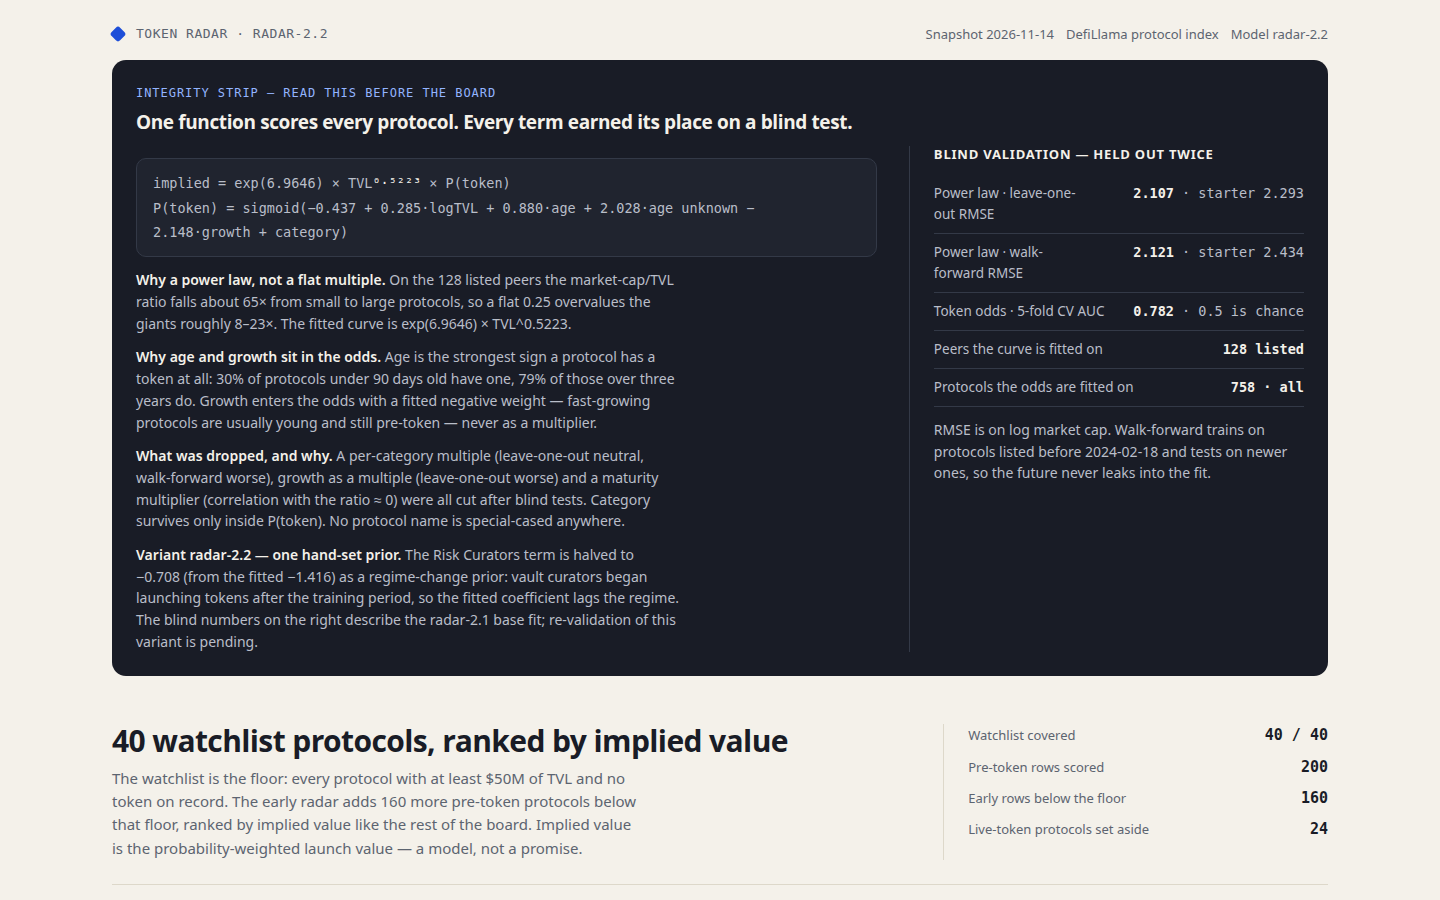 TOKEN RADAR · RADAR-2.2
Snapshot 2026-11-14 DefiLlama protocol index Model radar-2.2
INTEGRITY STRIP — READ THIS BEFORE THE BOARD
One function scores every protocol. Every term earned its place on a blind test.
implied = exp(6.9646) × TVL⁰·⁵²²³ × P(token)
P(token) = sigmoid(−0.437 + 0.285·logTVL + 0.880·age + 2.028·age unknown −
2.148·growth + category)
Why a power law, not a flat multiple. On the 128 listed peers the market-cap/TVL
ratio falls about 65× from small to large protocols, so a flat 0.25 overvalues the
giants roughly 8–23×. The fitted curve is exp(6.9646) × TVL^0.5223.
Why age and growth sit in the odds. Age is the strongest sign a protocol has a
token at all: 30% of protocols under 90 days old have one, 79% of those over three
years do. Growth enters the odds with a fitted negative weight — fast-growing
protocols are usually young and still pre-token — never as a multiplier.
What was dropped, and why. A per-category multiple (leave-one-out neutral,
walk-forward worse), growth as a multiple (leave-one-out worse) and a maturity
multiplier (correlation with the ratio ≈ 0) were all cut after blind tests. Category
survives only inside P(token). No protocol name is special-cased anywhere.
Variant radar-2.2 — one hand-set prior. The Risk Curators term is halved to
−0.708 (from the fitted −1.416) as a regime-change prior: vault curators began
launching tokens after the training period, so the fitted coefficient lags the regime.
The blind numbers on the right describe the radar-2.1 base fit; re-validation of this
variant is pending.
BLIND VALIDATION — HELD OUT TWICE
Power law · leave-one-
out RMSE
2.107 · starter 2.293
Power law · walk-
forward RMSE
2.121 · starter 2.434
Token odds · 5-fold CV AUC 0.782 · 0.5 is chance
Peers the curve is fitted on 128 listed
Protocols the odds are fitted on 758 · all
RMSE is on log market cap. Walk-forward trains on
protocols listed before 2024-02-18 and tests on newer
ones, so the future never leaks into the fit.
40 watchlist protocols, ranked by implied value
The watchlist is the floor: every protocol with at least $50M of TVL and no
token on record. The early radar adds 160 more pre-token protocols below
that floor, ranked by implied value like the rest of the board. Implied value
is the probability-weighted launch value — a model, not a promise.
Watchlist covered 40 / 40
Pre-token rows scored 200
Early rows below the floor 160
Live-token protocols set aside 24